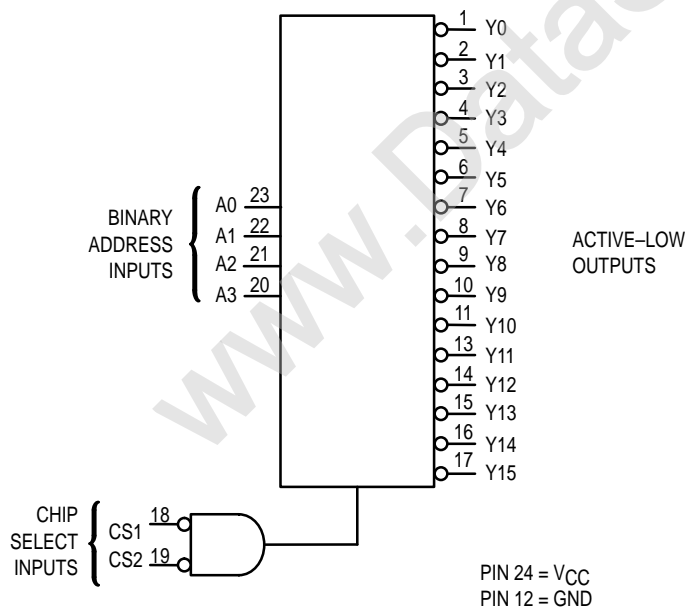 1 Y0
2 Y1
3 Y2
4 Y3
5 Y4
6 Y5
7 Y6
8 Y7
9 Y8
10 Y9
11 Y10
13 Y11
14 Y12
15 Y13
16 Y14
17 Y15
BINARY
ADDRESS
INPUTS
A0 23
A1 22
A2 21
A3 20
ACTIVE–LOW
OUTPUTS
CHIP
SELECT
INPUTS
CS1 18
CS2 19
PIN 24 = VCC
PIN 12 = GND
www.Datas